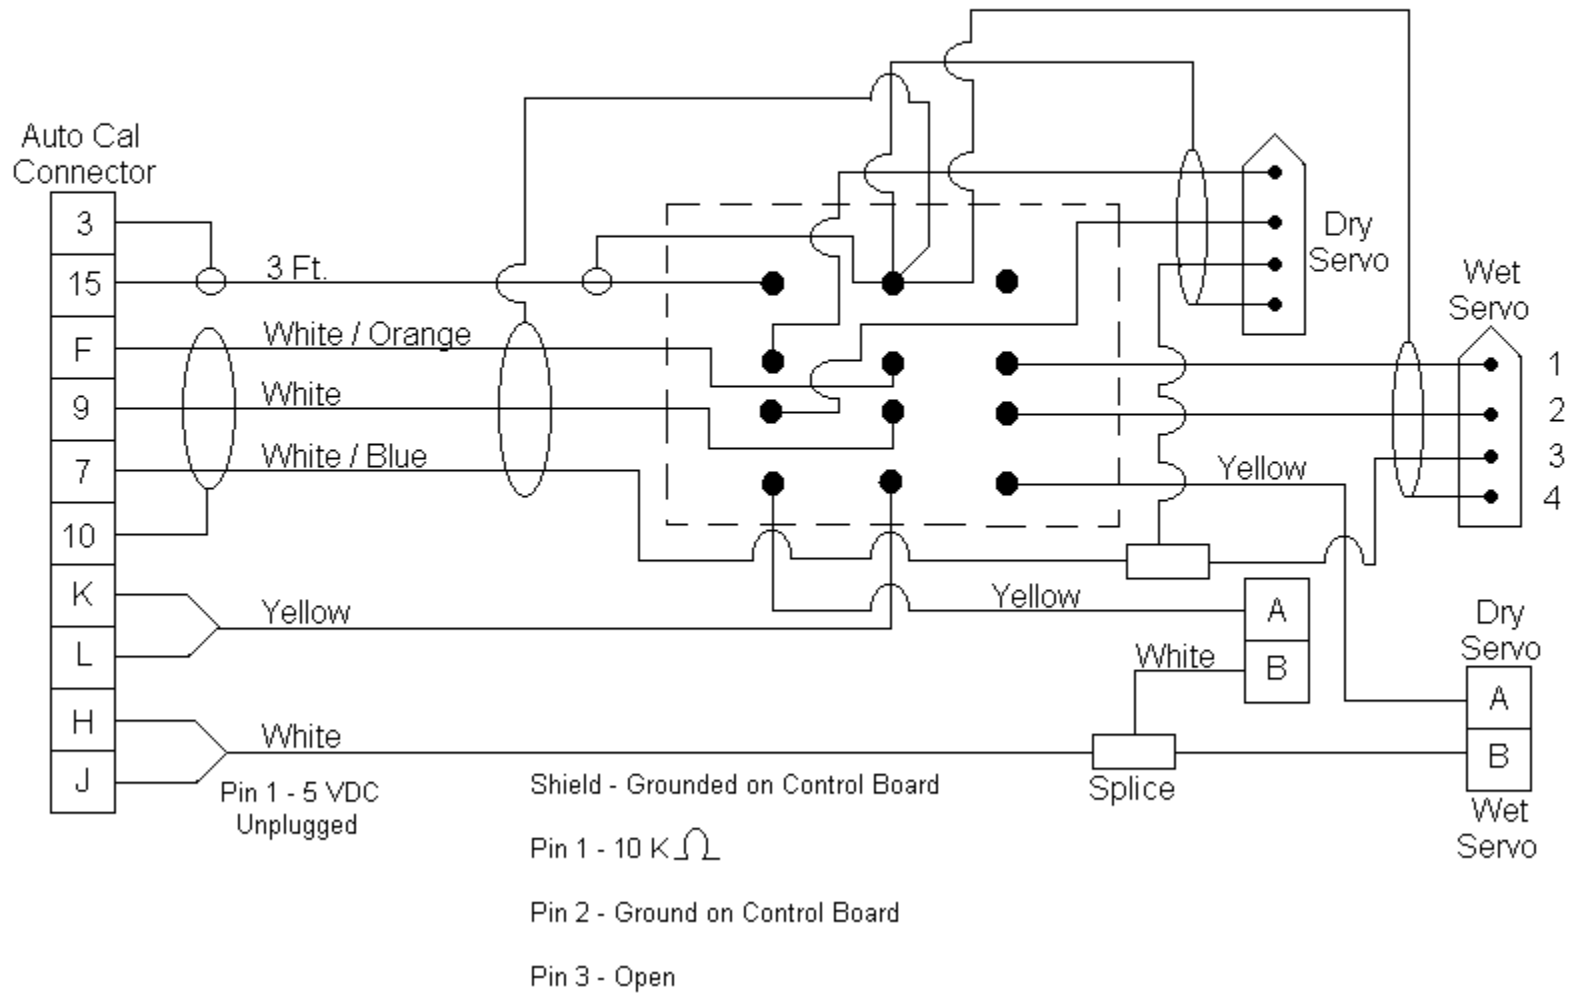 Auto Cal
Connector
3
15
F
9
7
10
K
L
H
J
3 Ft.
White / Orange
White
White / Blue
Yellow
White
Pin 1 - 5 VDC
Unplugged
Dry
Servo
Wet
Servo
1
2
3
4
Yellow
Yellow
White
A
B
Splice
Dry
Servo
A
B
Wet
Servo
Shield - Grounded on Control Board
Pin 1 - 10 K Ω
Pin 2 - Ground on Control Board
Pin 3 - Open